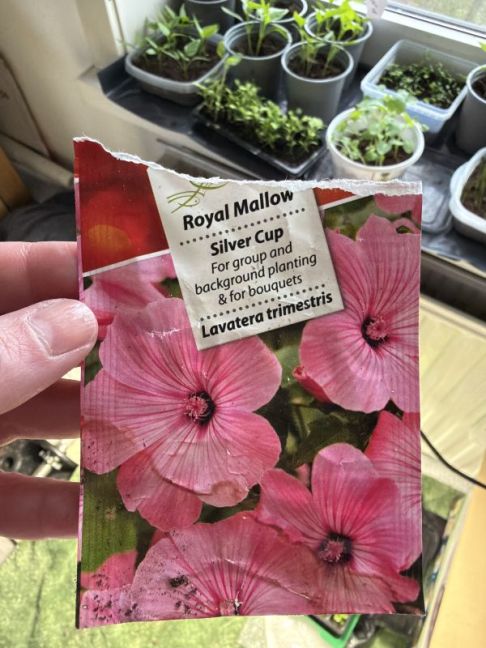 Royal Mallow
Silver Cup
For group and
background planting
& for bouquets
Lavatera trimestris